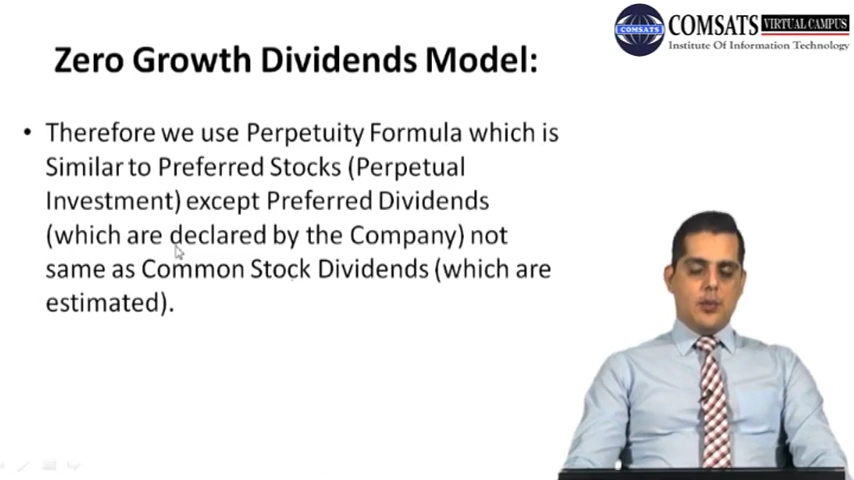 COMSATS VIRTUAL CAMPUS
Institute Of Information Technology
Zero Growth Dividends Model:
• Therefore we use Perpetuity Formula which is
Similar to Preferred Stocks (Perpetual
Investment) except Preferred Dividends
(which are declared by the Company) not
same as Common Stock Dividends (which are
estimated).